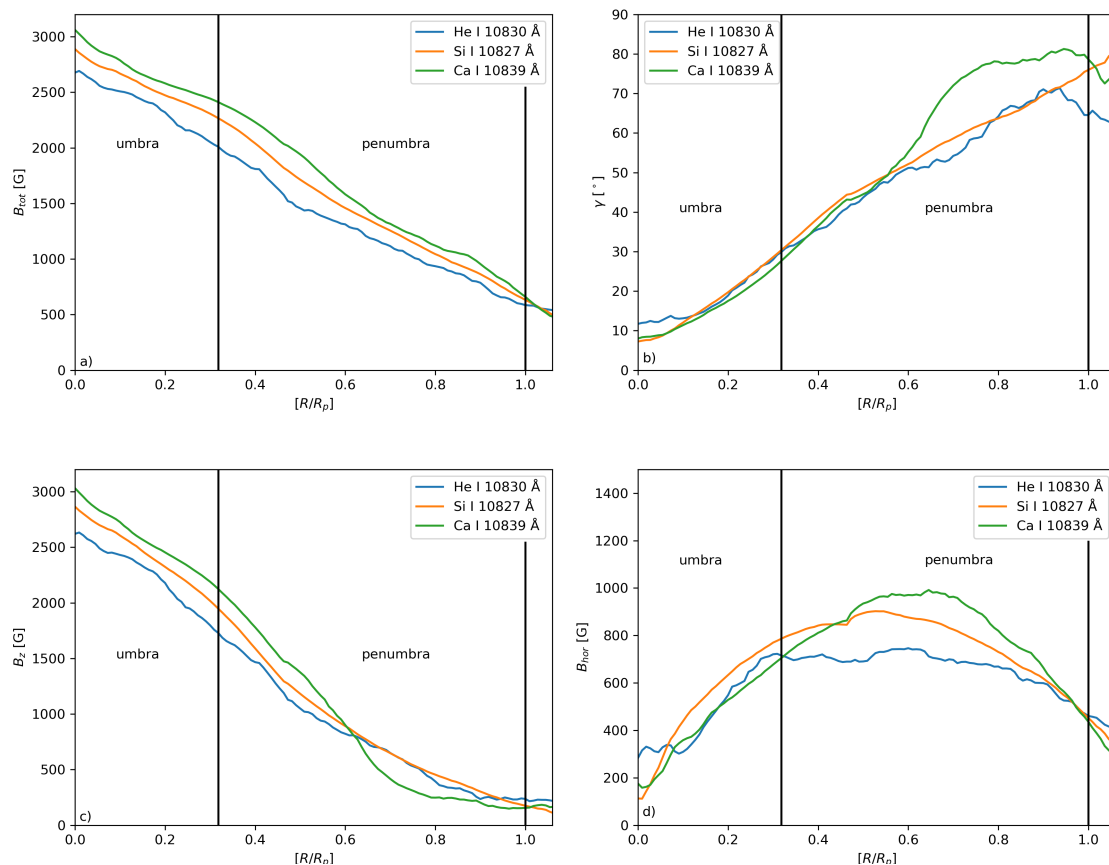 He I 10830 Å
Si I 10827 Å
Ca I 10839 Å
umbra
penumbra
B_tot [G]
3000
2500
2000
1500
1000
500
0
a)
0.0 0.2 0.4 0.6 0.8 1.0
[R/R_p]
He I 10830 Å
Si I 10827 Å
Ca I 10839 Å
umbra
penumbra
γ [°]
90
80
70
60
50
40
30
20
10
0
b)
0.0 0.2 0.4 0.6 0.8 1.0
[R/R_p]
He I 10830 Å
Si I 10827 Å
Ca I 10839 Å
umbra
penumbra
B_z [G]
3000
2500
2000
1500
1000
500
0
c)
0.0 0.2 0.4 0.6 0.8 1.0
[R/R_p]
He I 10830 Å
Si I 10827 Å
Ca I 10839 Å
umbra
penumbra
B_hor [G]
1400
1200
1000
800
600
400
200
0
d)
0.0 0.2 0.4 0.6 0.8 1.0
[R/R_p]